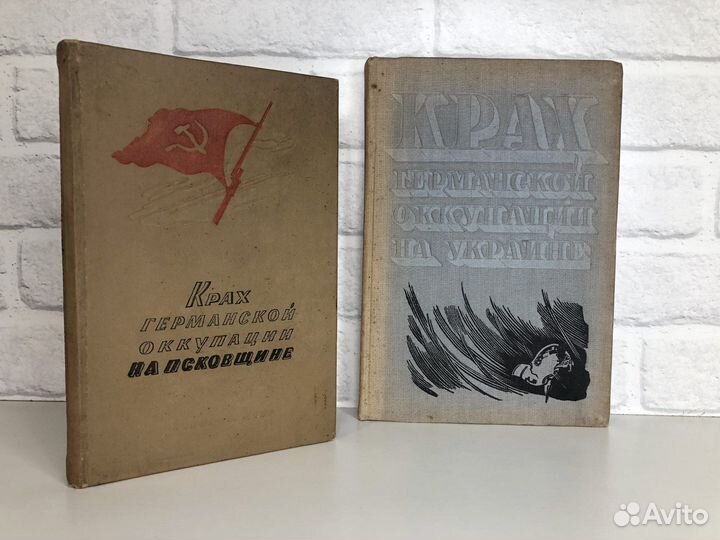 Крах
германской
оккупации
на Псковщине
КРАХ
ГЕРМАНСКОЙ
ОККУПАЦИИ
НА УКРАИНЕ
Avito